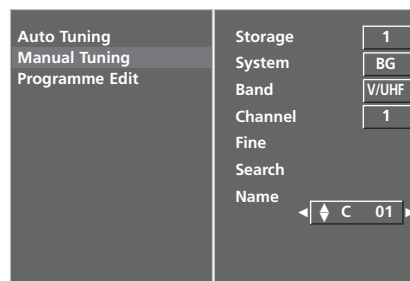 Auto Tuning
Manual Tuning
Programme Edit
Storage 1
System BG
Band V/UHF
Channel 1
Fine
Search
Name
C 01